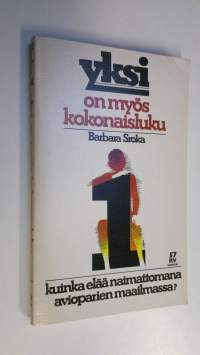 yksi
on myös
kokonaisluku
Barbara Sroka
1
kuinka elää naimattomana
avioparien maailmassa?